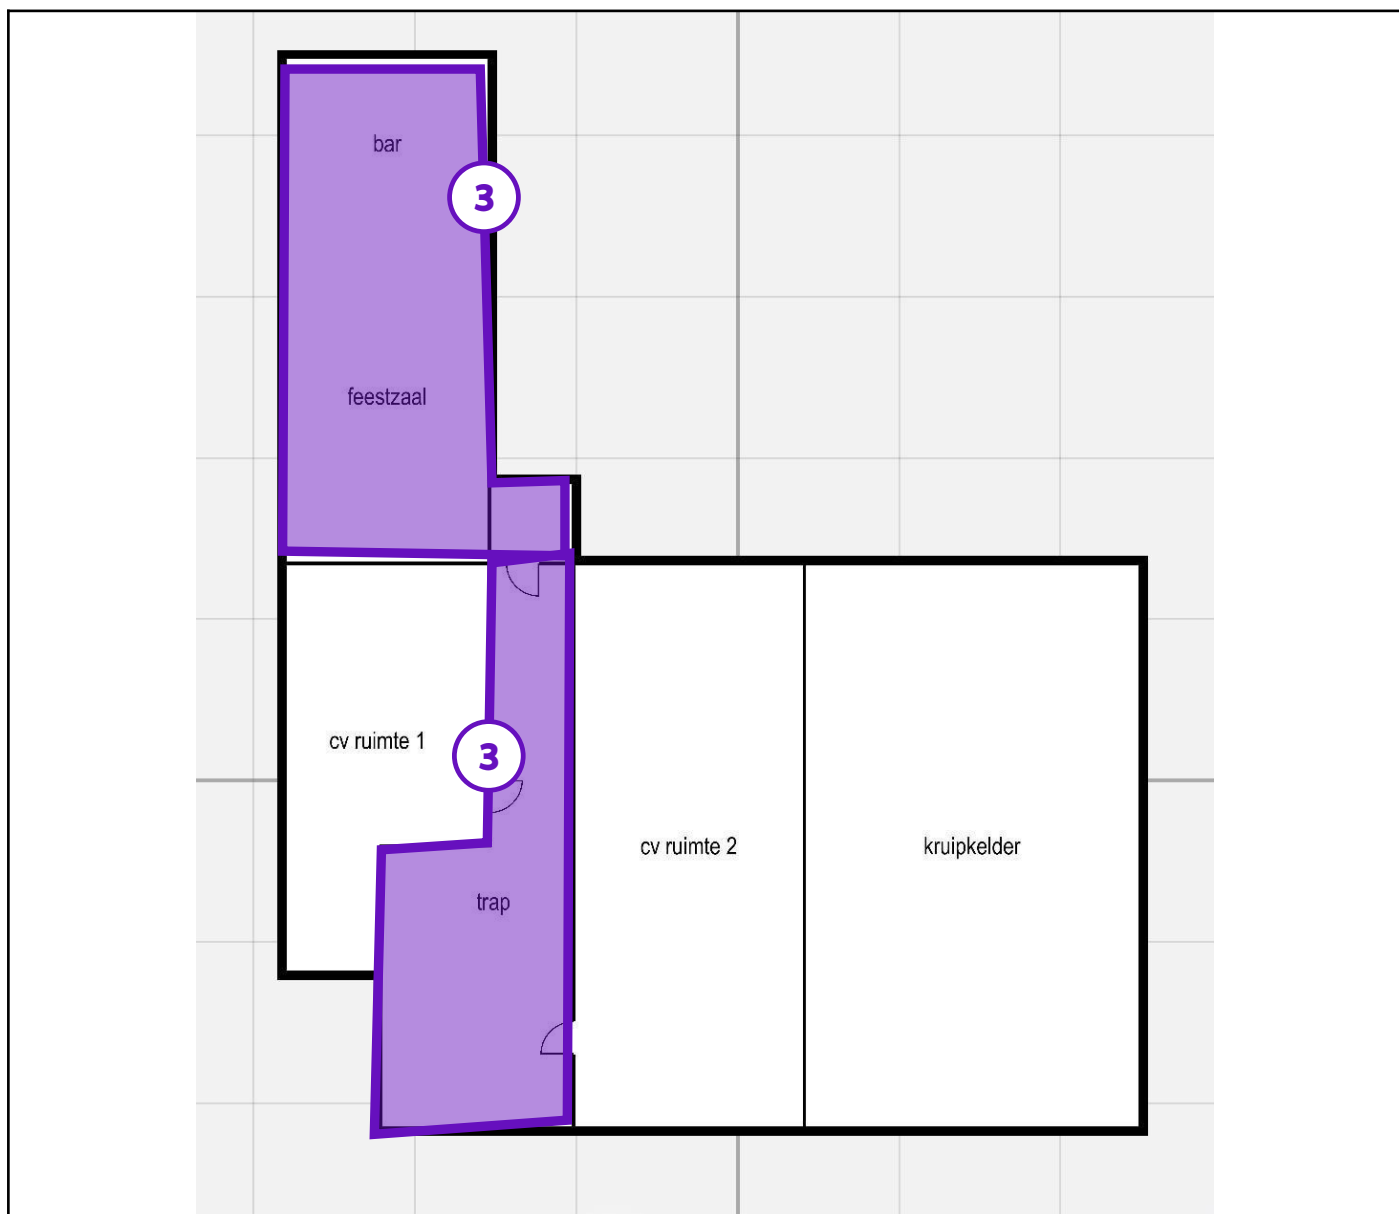 bar
3
feestzaal
cv ruimte 1
3
cv ruimte 2
kruipkelder
trap